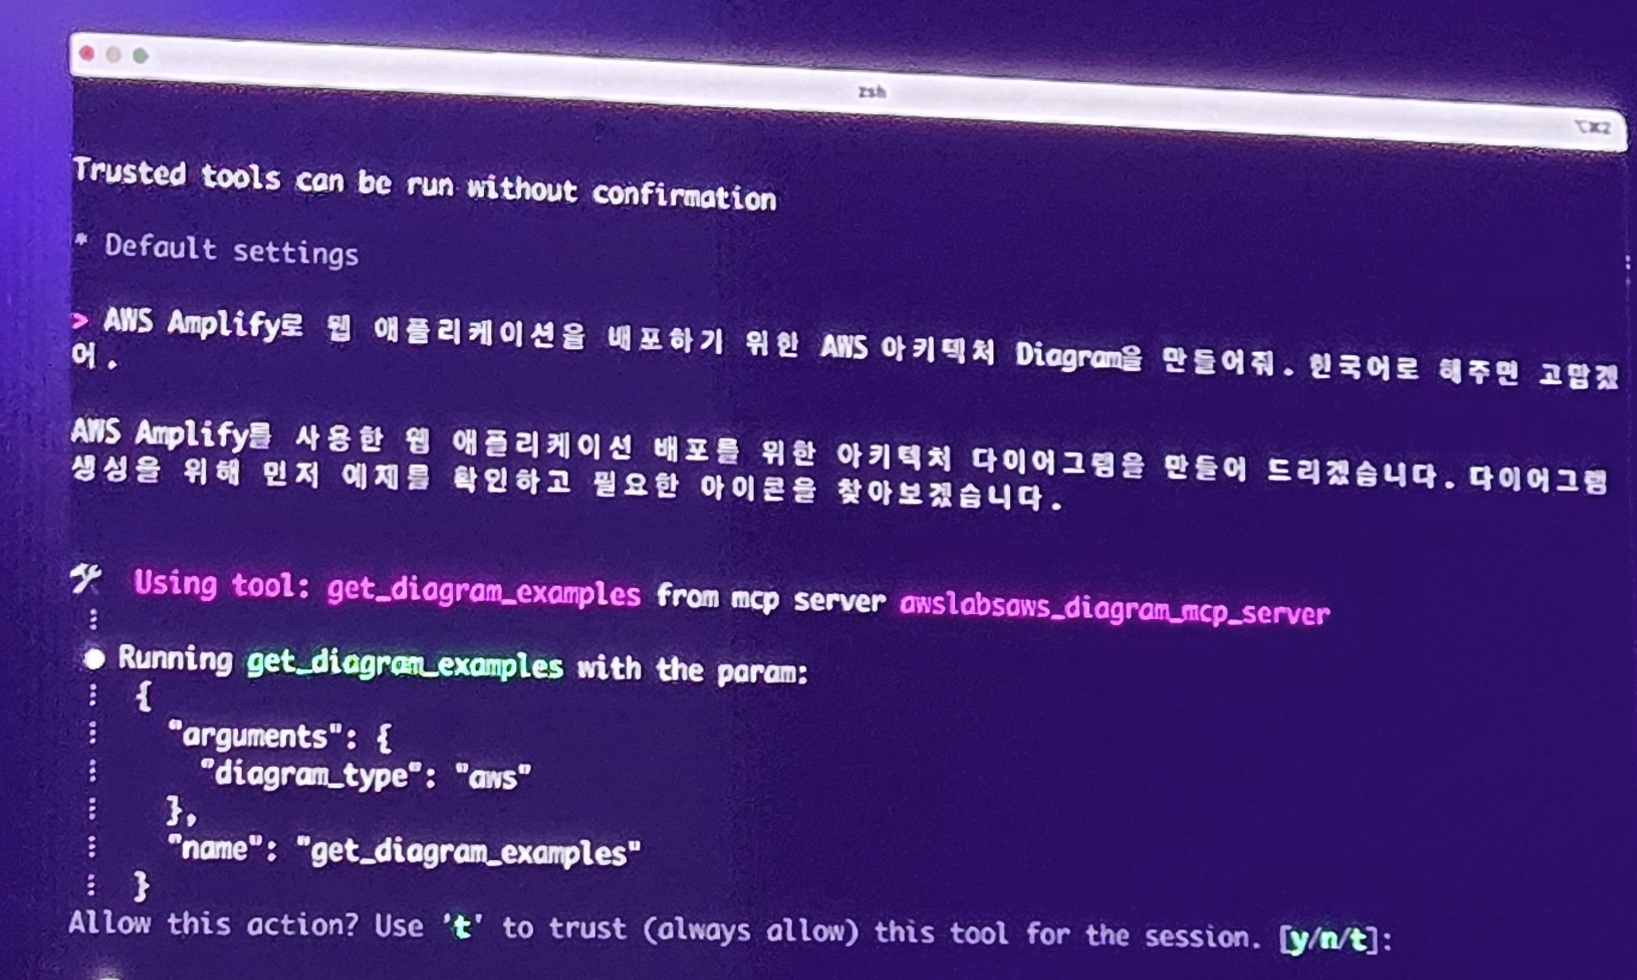 zsh
⌥⌘2
Trusted tools can be run without confirmation
* Default settings
> AWS Amplify로 웹 애플리케이션을 배포하기 위한 AWS 아키텍처 Diagram을 만들어줘. 한국어로 해주면 고맙겠
어.
AWS Amplify를 사용한 웹 애플리케이션 배포를 위한 아키텍처 다이어그램을 만들어 드리겠습니다. 다이어그램
생성을 위해 먼저 예제를 확인하고 필요한 아이콘을 찾아보겠습니다.
🛠️ Using tool: get_diagram_examples from mcp server awslabsaws_diagram_mcp_server
⋮
● Running get_diagram_examples with the param:
⋮ {
⋮ "arguments": {
⋮ "diagram_type": "aws"
⋮ },
⋮ "name": "get_diagram_examples"
⋮ }
Allow this action? Use 't' to trust (always allow) this tool for the session. [y/n/t]: